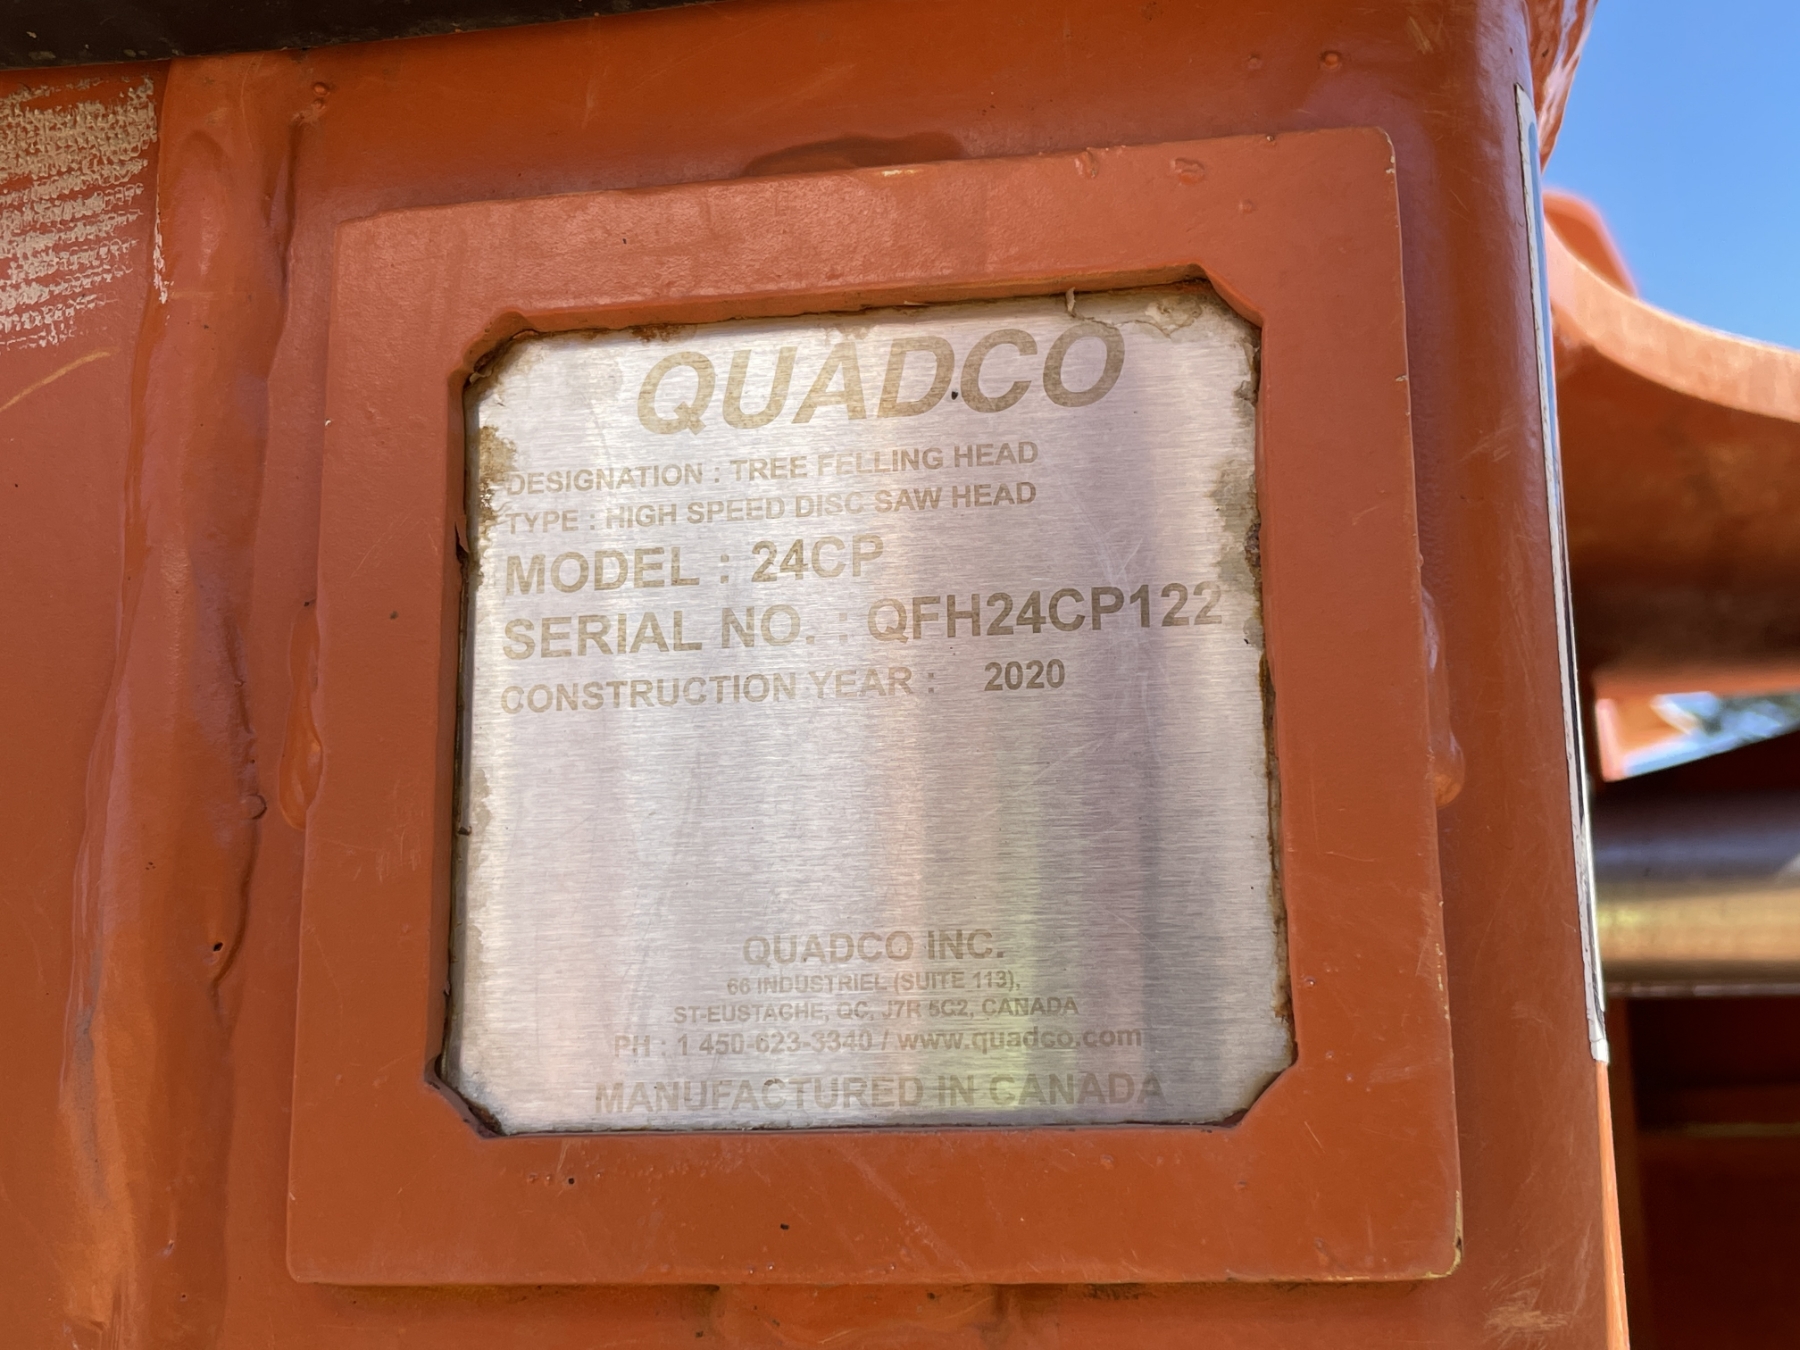 QUADCO
DESIGNATION : TREE FELLING HEAD
TYPE : HIGH SPEED DISC SAW HEAD
MODEL : 24CP
SERIAL NO. : QFH24CP122
CONSTRUCTION YEAR : 2020
QUADCO INC.
66 INDUSTRIEL (SUITE 113),
ST-EUSTACHE, QC, J7R 5C2, CANADA
PH : 1 450-623-3340 / www.quadco.com
MANUFACTURED IN CANADA